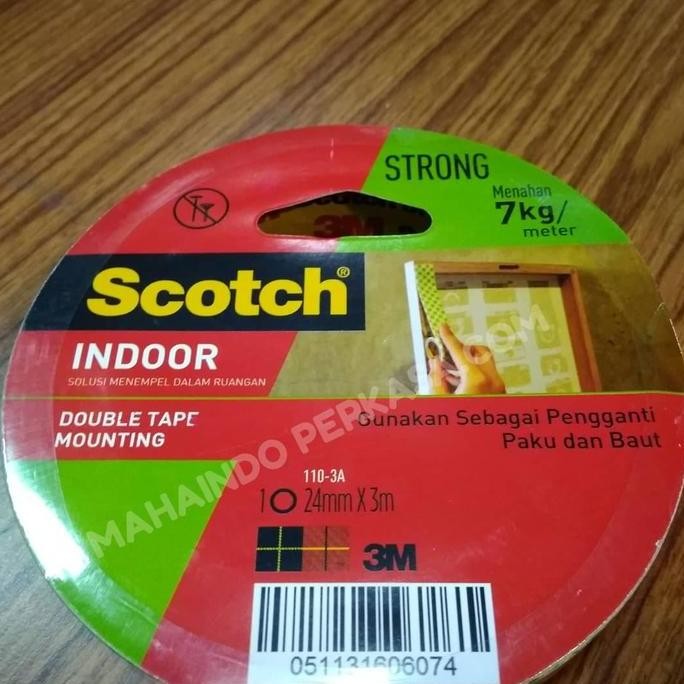 STRONG
Menahan
7kg/
meter
3M
Scotch®
INDOOR
SOLUSI MENEMPEL DALAM RUANGAN
DOUBLE TAPE
MOUNTING
Gunakan Sebagai Pengganti
Paku dan Baut
MAHAINDO PERKASA.COM
110-3A
1 24mm X 3m
3M
051131606074